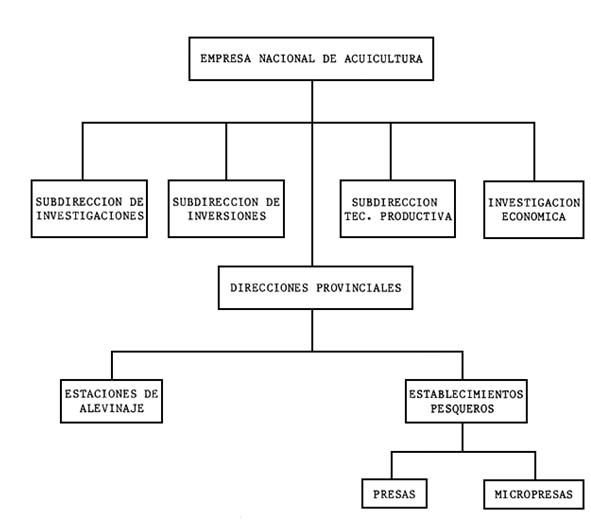 EMPRESA NACIONAL DE ACUICULTURA
SUBDIRECCION DE
INVESTIGACIONES
SUBDIRECCION DE
INVERSIONES
SUBDIRECCION
TEC. PRODUCTIVA
INVESTIGACION
ECONOMICA
DIRECCIONES PROVINCIALES
ESTACIONES DE
ALEVINAJE
ESTABLECIMIENTOS
PESQUEROS
PRESAS
MICROPRESAS